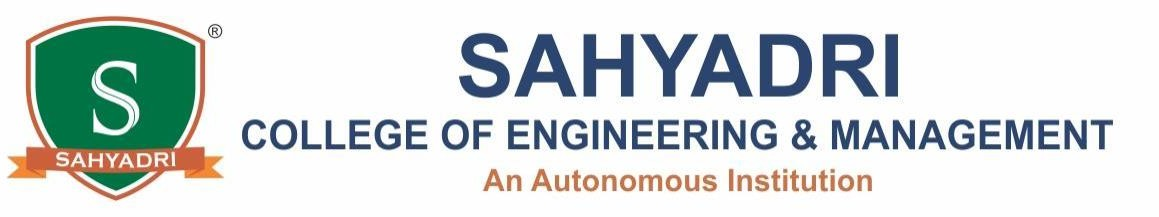 S
SAHYADRI
®
SAHYADRI
COLLEGE OF ENGINEERING & MANAGEMENT
An Autonomous Institution